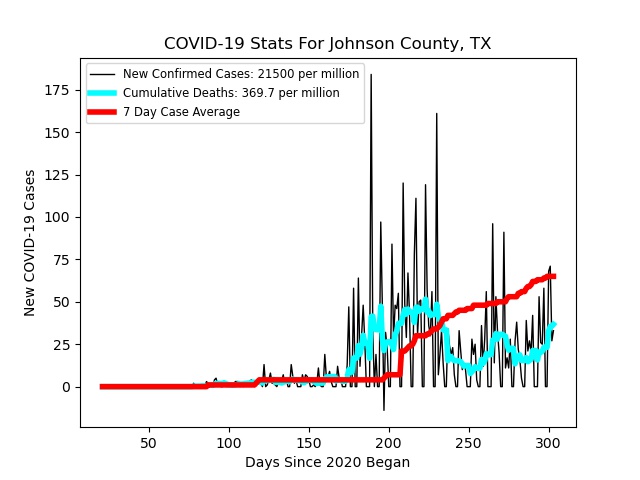 COVID-19 Stats For Johnson County, TX
New Confirmed Cases: 21500 per million
Cumulative Deaths: 369.7 per million
7 Day Case Average
New COVID-19 Cases
175
150
125
100
75
50
25
0
50
100
150
200
250
300
Days Since 2020 Began